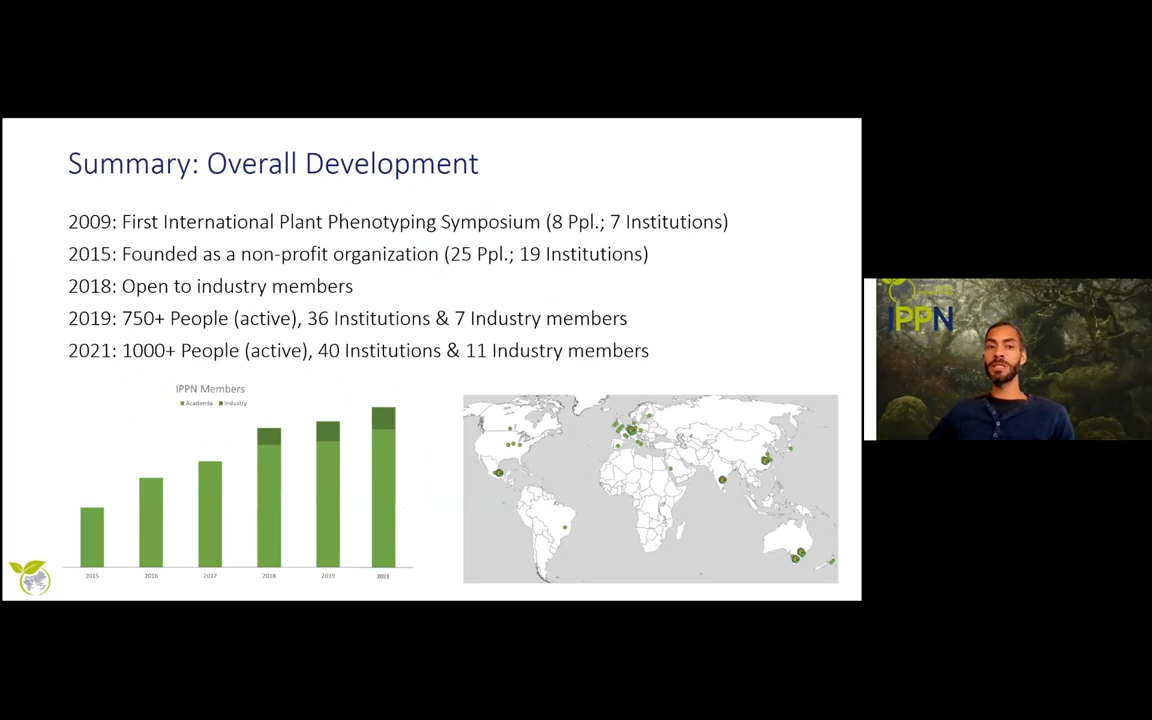 Summary: Overall Development
2009: First International Plant Phenotyping Symposium (8 Ppl.; 7 Institutions)
2015: Founded as a non-profit organization (25 Ppl.; 19 Institutions)
2018: Open to industry members
2019: 750+ People (active), 36 Institutions & 7 Industry members
2021: 1000+ People (active), 40 Institutions & 11 Industry members
IPPN Members
Academia Industry
2015 2016 2017 2018 2019 2021
IPPN